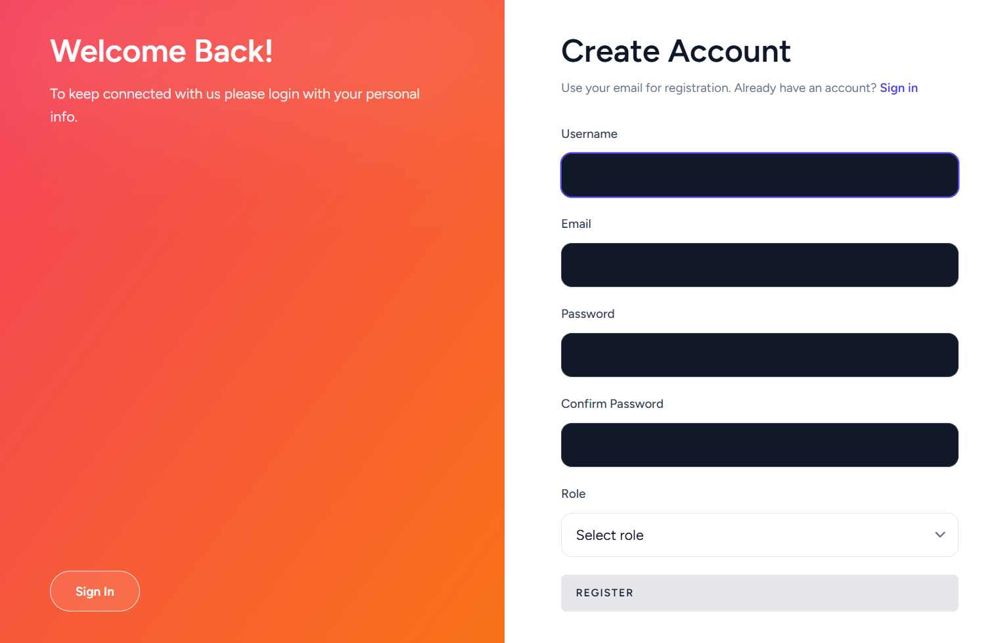 Welcome Back!
To keep connected with us please login with your personal
info.
Sign In
Create Account
Use your email for registration. Already have an account? Sign in
Username
Email
Password
Confirm Password
Role
Select role
REGISTER